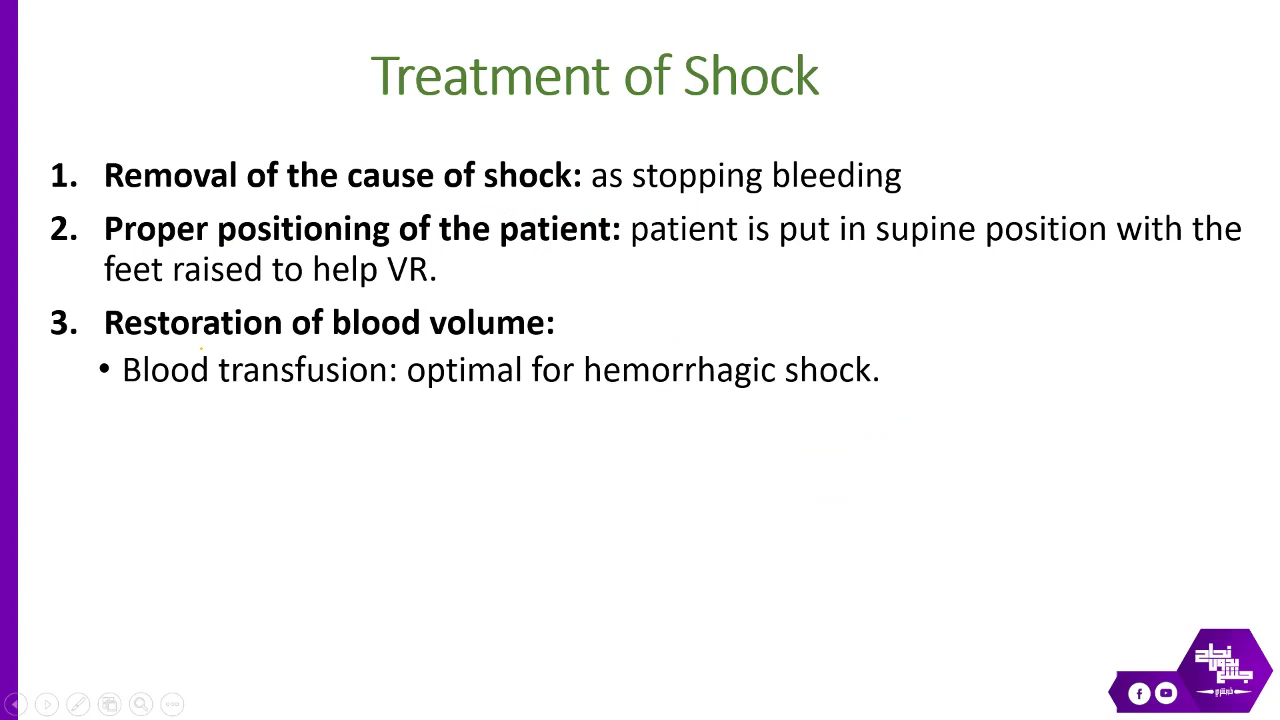 Treatment of Shock
1. Removal of the cause of shock: as stopping bleeding
2. Proper positioning of the patient: patient is put in supine position with the
feet raised to help VR.
3. Restoration of blood volume:
• Blood transfusion: optimal for hemorrhagic shock.